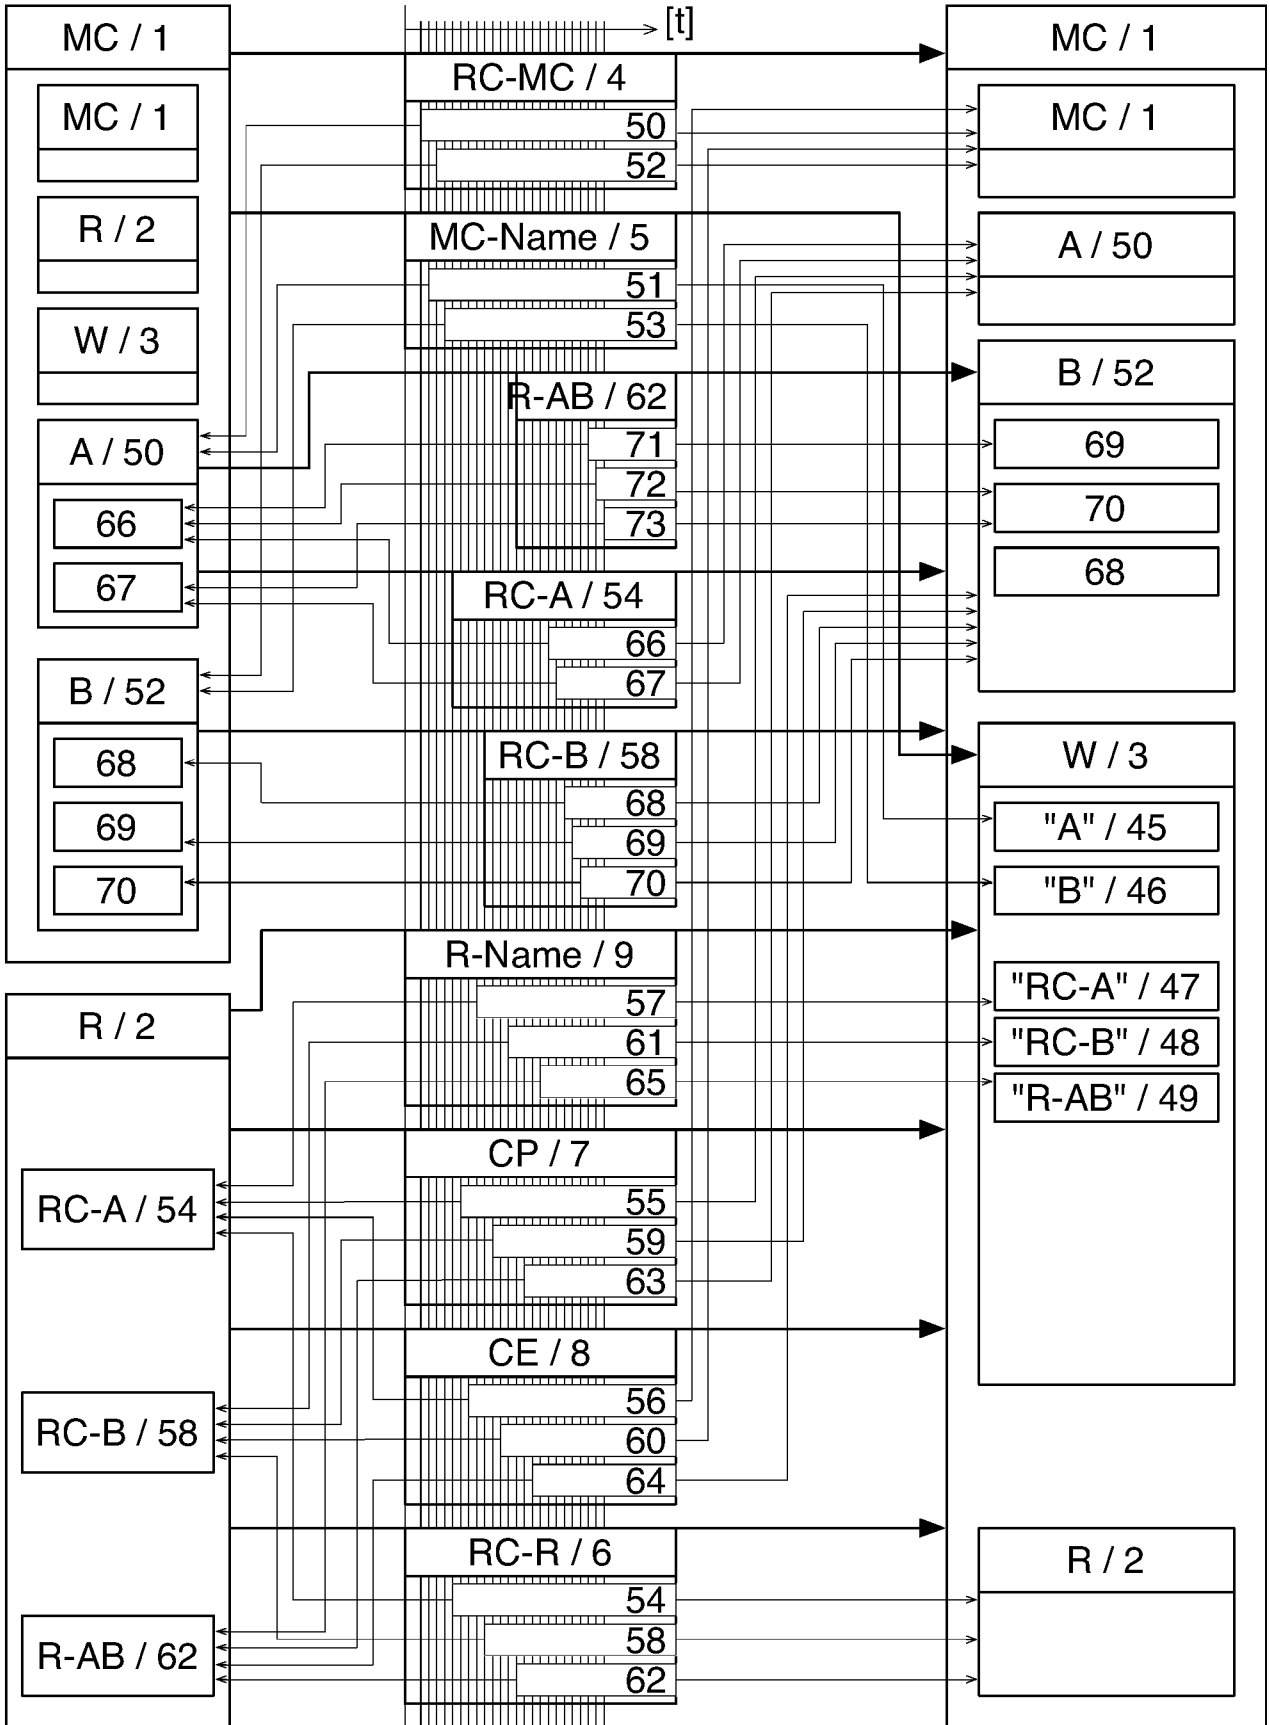 [t]
MC / 1
MC / 1
R / 2
W / 3
A / 50
66
67
B / 52
68
69
70
R / 2
RC-A / 54
RC-B / 58
R-AB / 62
RC-MC / 4
50
52
MC-Name / 5
51
53
R-AB / 62
71
72
73
RC-A / 54
66
67
RC-B / 58
68
69
70
R-Name / 9
57
61
65
CP / 7
55
59
63
CE / 8
56
60
64
RC-R / 6
54
58
62
MC / 1
MC / 1
A / 50
B / 52
69
70
68
W / 3
"A" / 45
"B" / 46
"RC-A" / 47
"RC-B" / 48
"R-AB" / 49
R / 2